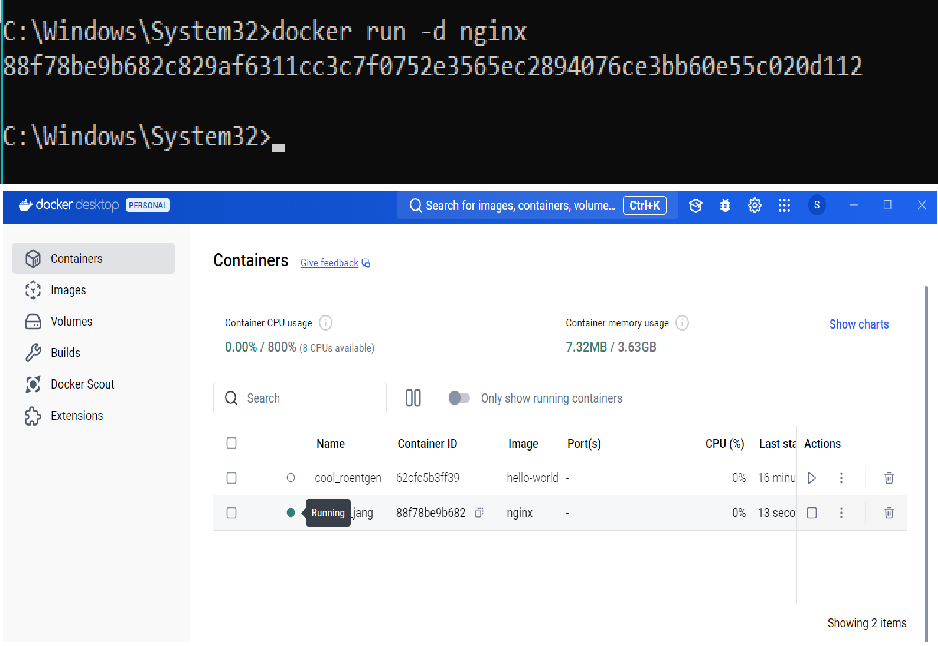 C:\Windows\System32>docker run -d nginx
88f78be9b682c829af6311cc3c7f0752e3565ec2894076ce3bb60e55c020d112
C:\Windows\System32>
docker desktop PERSONAL Search for images, containers, volume... Ctrl+K S
Containers
Images
Volumes
Builds
Docker Scout
Extensions
Containers Give feedback
Container CPU usage i Container memory usage i Show charts
0.00% / 800% (8 CPUs available) 7.32MB / 3.63GB
Search Only show running containers
Name Container ID Image Port(s) CPU (%) Last sta Actions
cool_roentgen 62cfc5b3ff39 hello-world - 0% 16 minu
Running _jang 88f78be9b682 nginx - 0% 13 seco
Showing 2 items